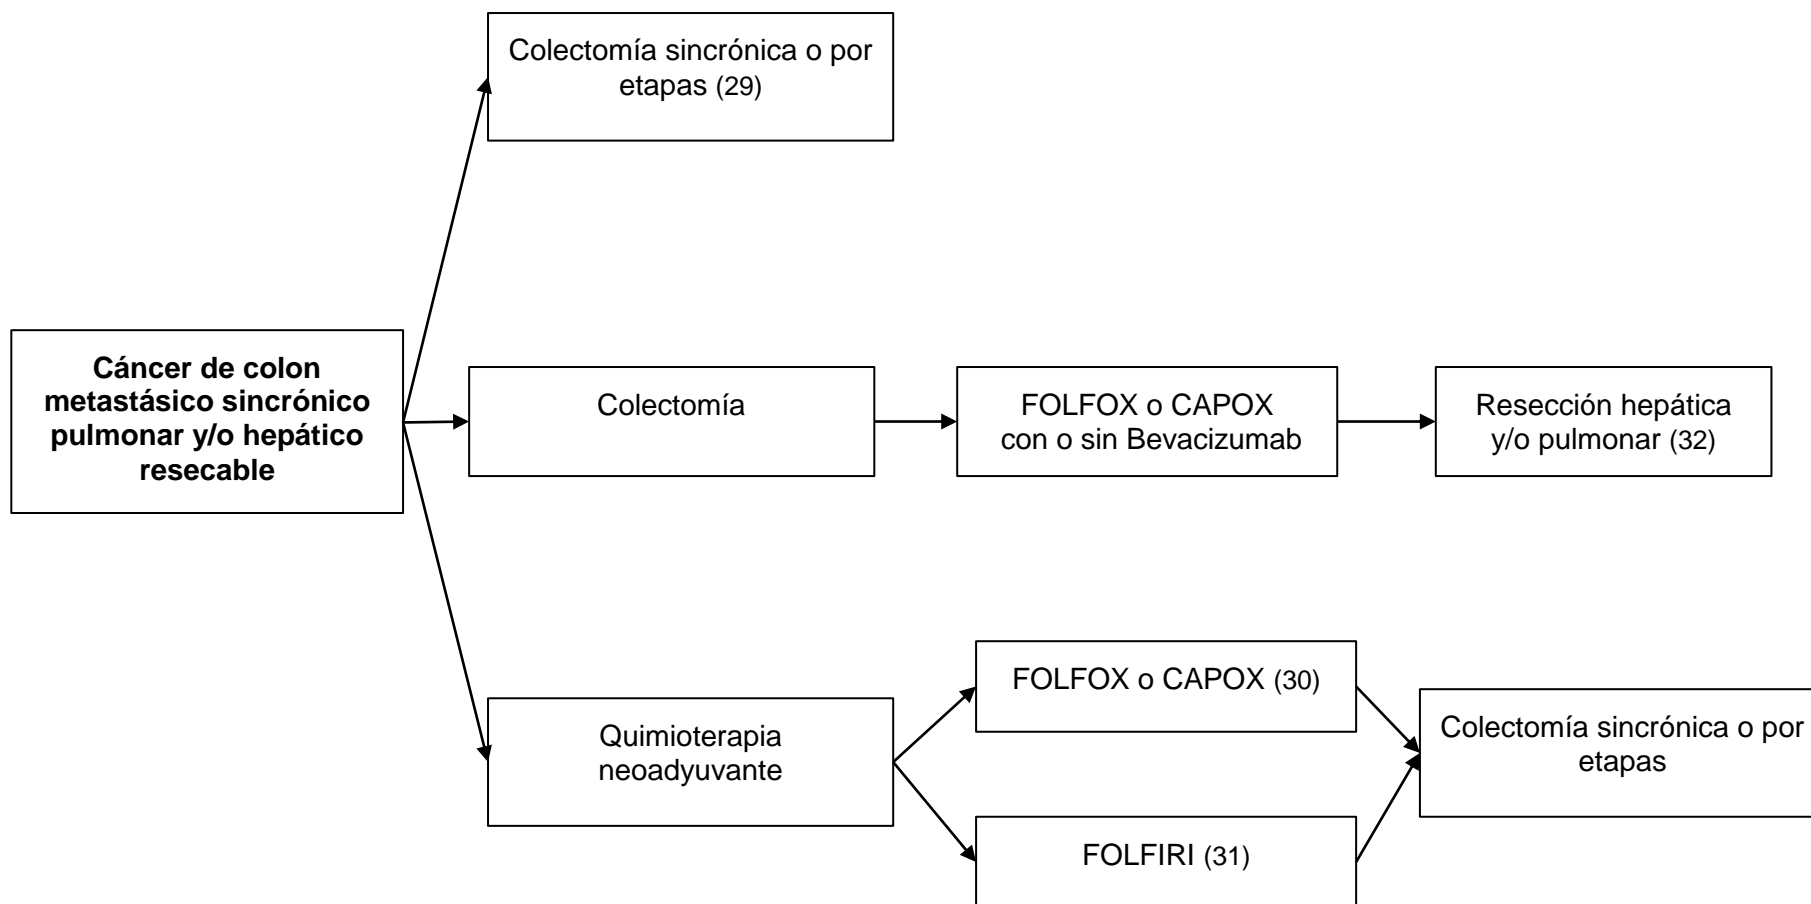 Colectomía sincrónica o por
etapas (29)
Cáncer de colon
metastásico sincrónico
pulmonar y/o hepático
resecable
Colectomía
FOLFOX o CAPOX
con o sin Bevacizumab
Resección hepática
y/o pulmonar (32)
Quimioterapia
neoadyuvante
FOLFOX o CAPOX (30)
FOLFIRI (31)
Colectomía sincrónica o por
etapas